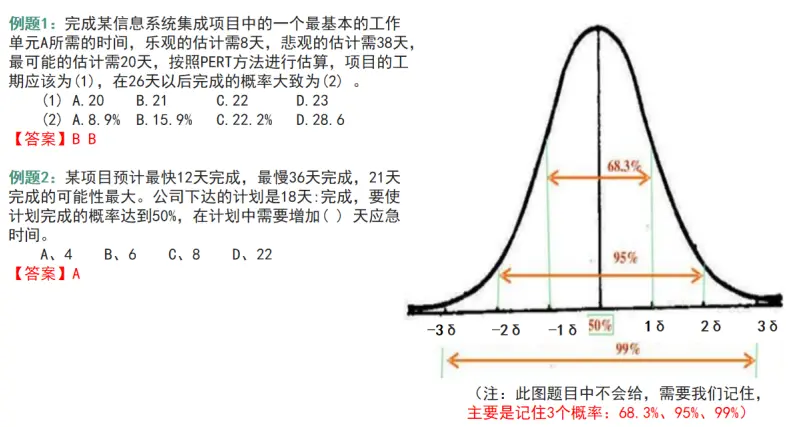 例题1：完成某信息系统集成项目中的一个最基本的工作
单元A所需的时间，乐观的估计需8天，悲观的估计需38天，
最可能的估计需20天，按照PERT方法进行估算，项目的工
期应该为(1)，在26天以后完成的概率大致为(2) 。
(1) A.20 B.21 C.22 D.23
(2) A.8.9% B.15.9% C.22.2% D.28.6
【答案】B B
例题2：某项目预计最快12天完成，最慢36天完成，21天
完成的可能性最大。公司下达的计划是18天:完成，要使
计划完成的概率达到50%，在计划中需要增加( ) 天应急
时间。
A、4 B、6 C、8 D、22
【答案】A
68.3%
95%
-3δ -2δ -1δ 50% 1δ 2δ 3δ
99%
（注：此图题目中不会给，需要我们记住，
主要是记住3个概率：68.3%、95%、99%）